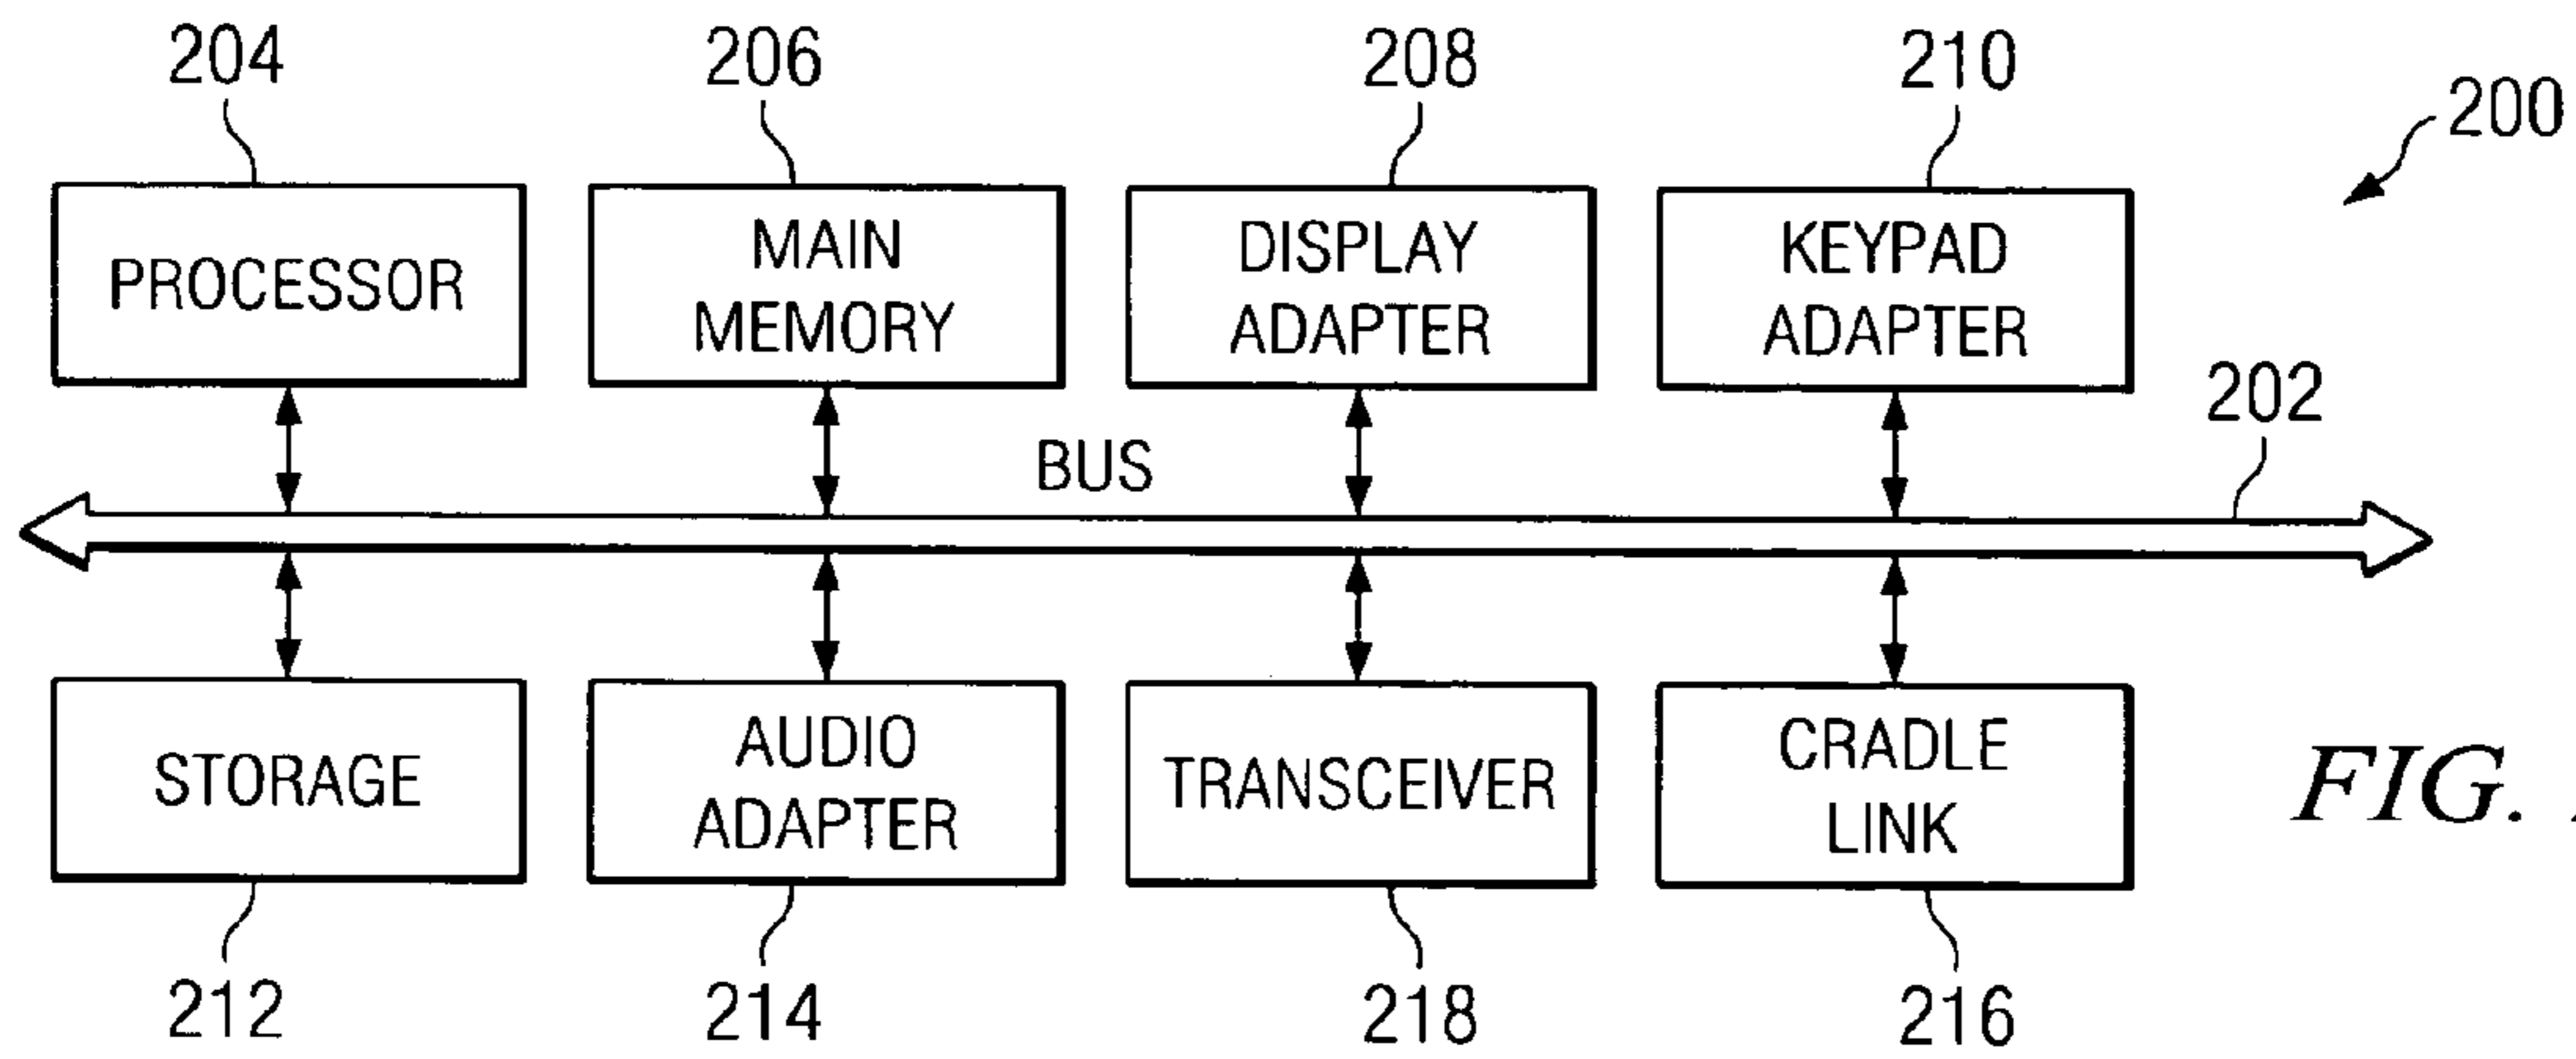 204
206
208
210
200
PROCESSOR
MAIN
MEMORY
DISPLAY
ADAPTER
KEYPAD
ADAPTER
202
BUS
STORAGE
AUDIO
ADAPTER
TRANSCEIVER
CRADLE
LINK
FIG.
212
214
218
216